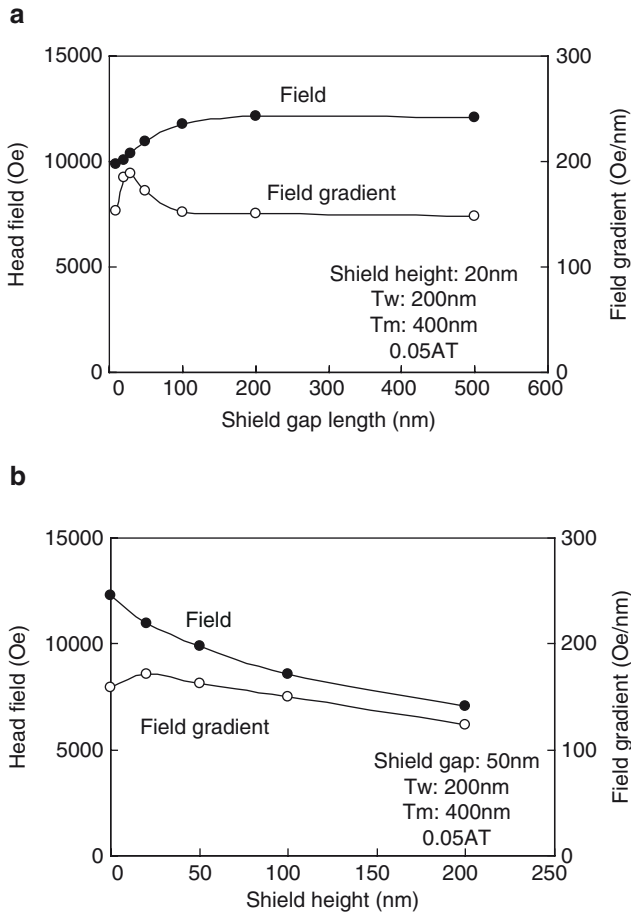 a
15000
10000
5000
0
Head field (Oe)
300
200
100
0
Field gradient (Oe/nm)
Field
Field gradient
Shield height: 20nm
Tw: 200nm
Tm: 400nm
0.05AT
0 100 200 300 400 500 600
Shield gap length (nm)
b
15000
10000
5000
0
Head field (Oe)
300
200
100
0
Field gradient (Oe/nm)
Field
Field gradient
Shield gap: 50nm
Tw: 200nm
Tm: 400nm
0.05AT
0 50 100 150 200 250
Shield height (nm)